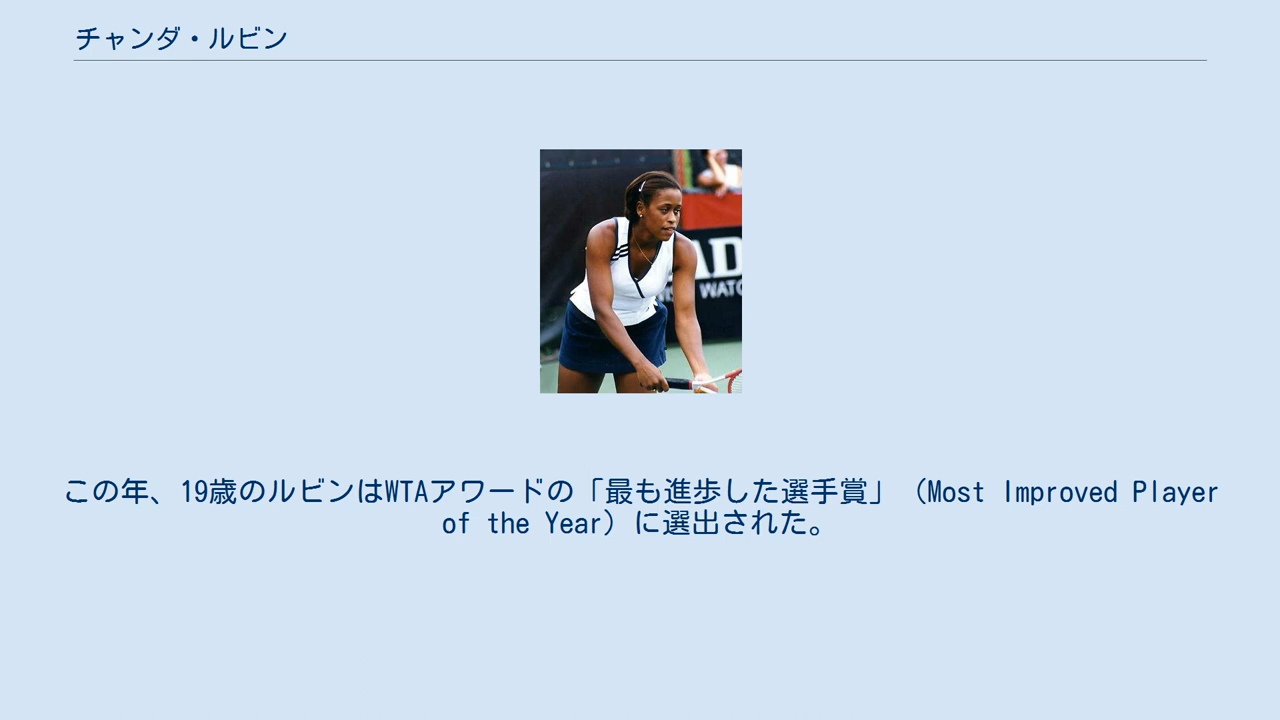 チャンダ・ルビン
WATC
この年、19歳のルビンはWTAアワードの「最も進歩した選手賞」（Most Improved Player
of the Year）に選出された。